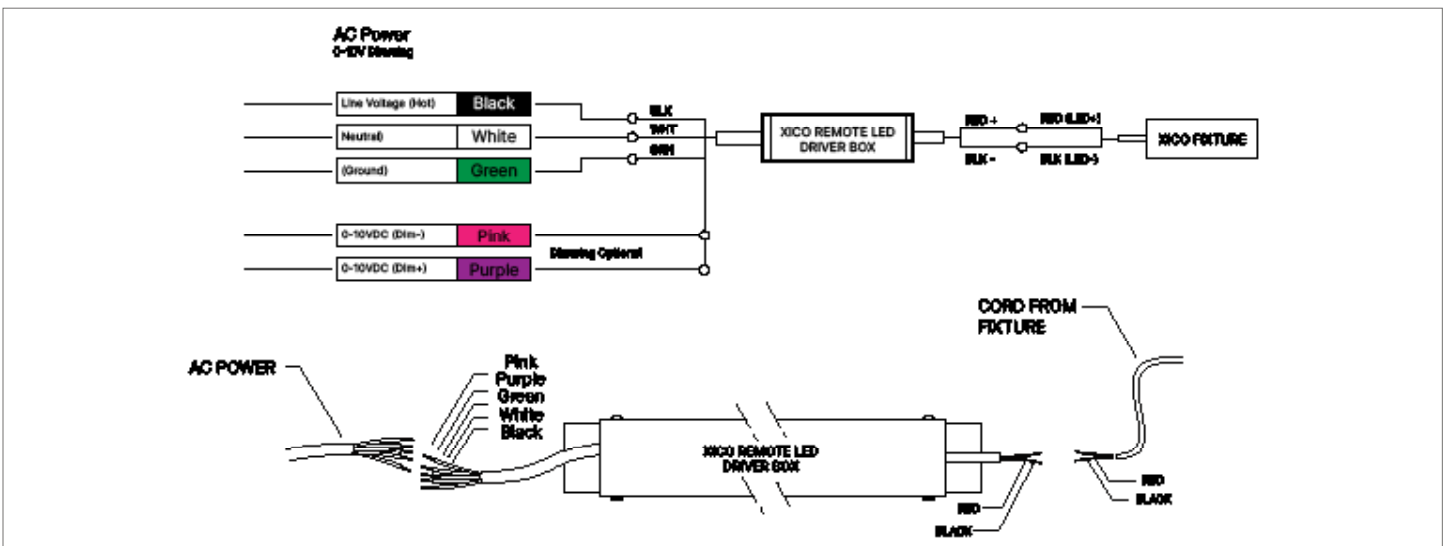 AC Power
0-10V Dimming
Line Voltage (Hot) Black
Neutral) White
(Ground) Green
0-10VDC (Dim-) Pink
0-10VDC (Dim+) Purple
Dimming Optional
BLK
WHT
GRN
XICO REMOTE LED
DRIVER BOX
RED +
BLK -
RED (LED+)
BLK (LED-)
XICO FIXTURE
CORD FROM
FIXTURE
AC POWER
Pink
Purple
Green
White
Black
XICO REMOTE LED
DRIVER BOX
RED
BLACK
RED
BLACK